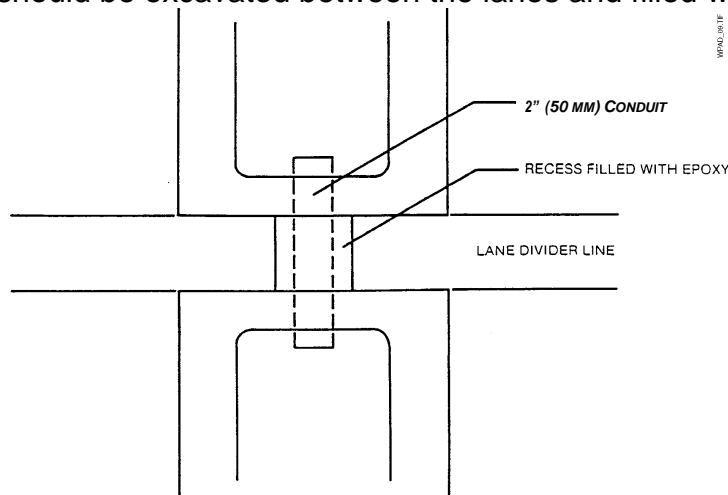 should be excavated between the lanes and filled w
WPAD_09.TIF
2” (50 MM) CONDUIT
RECESS FILLED WITH EPOXY
LANE DIVIDER LINE